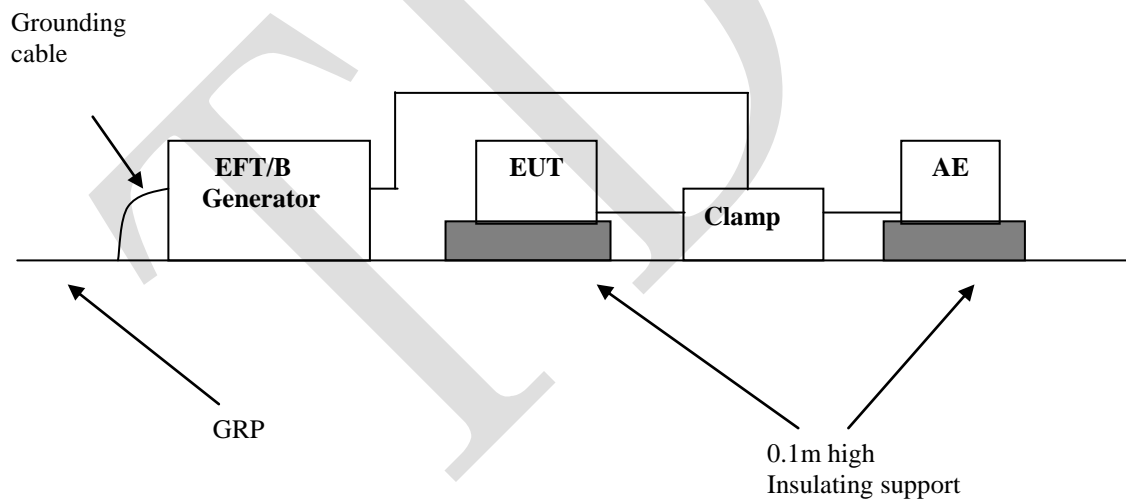 Grounding
cable
EFT/B
Generator
EUT
Clamp
AE
GRP
0.1m high
Insulating support